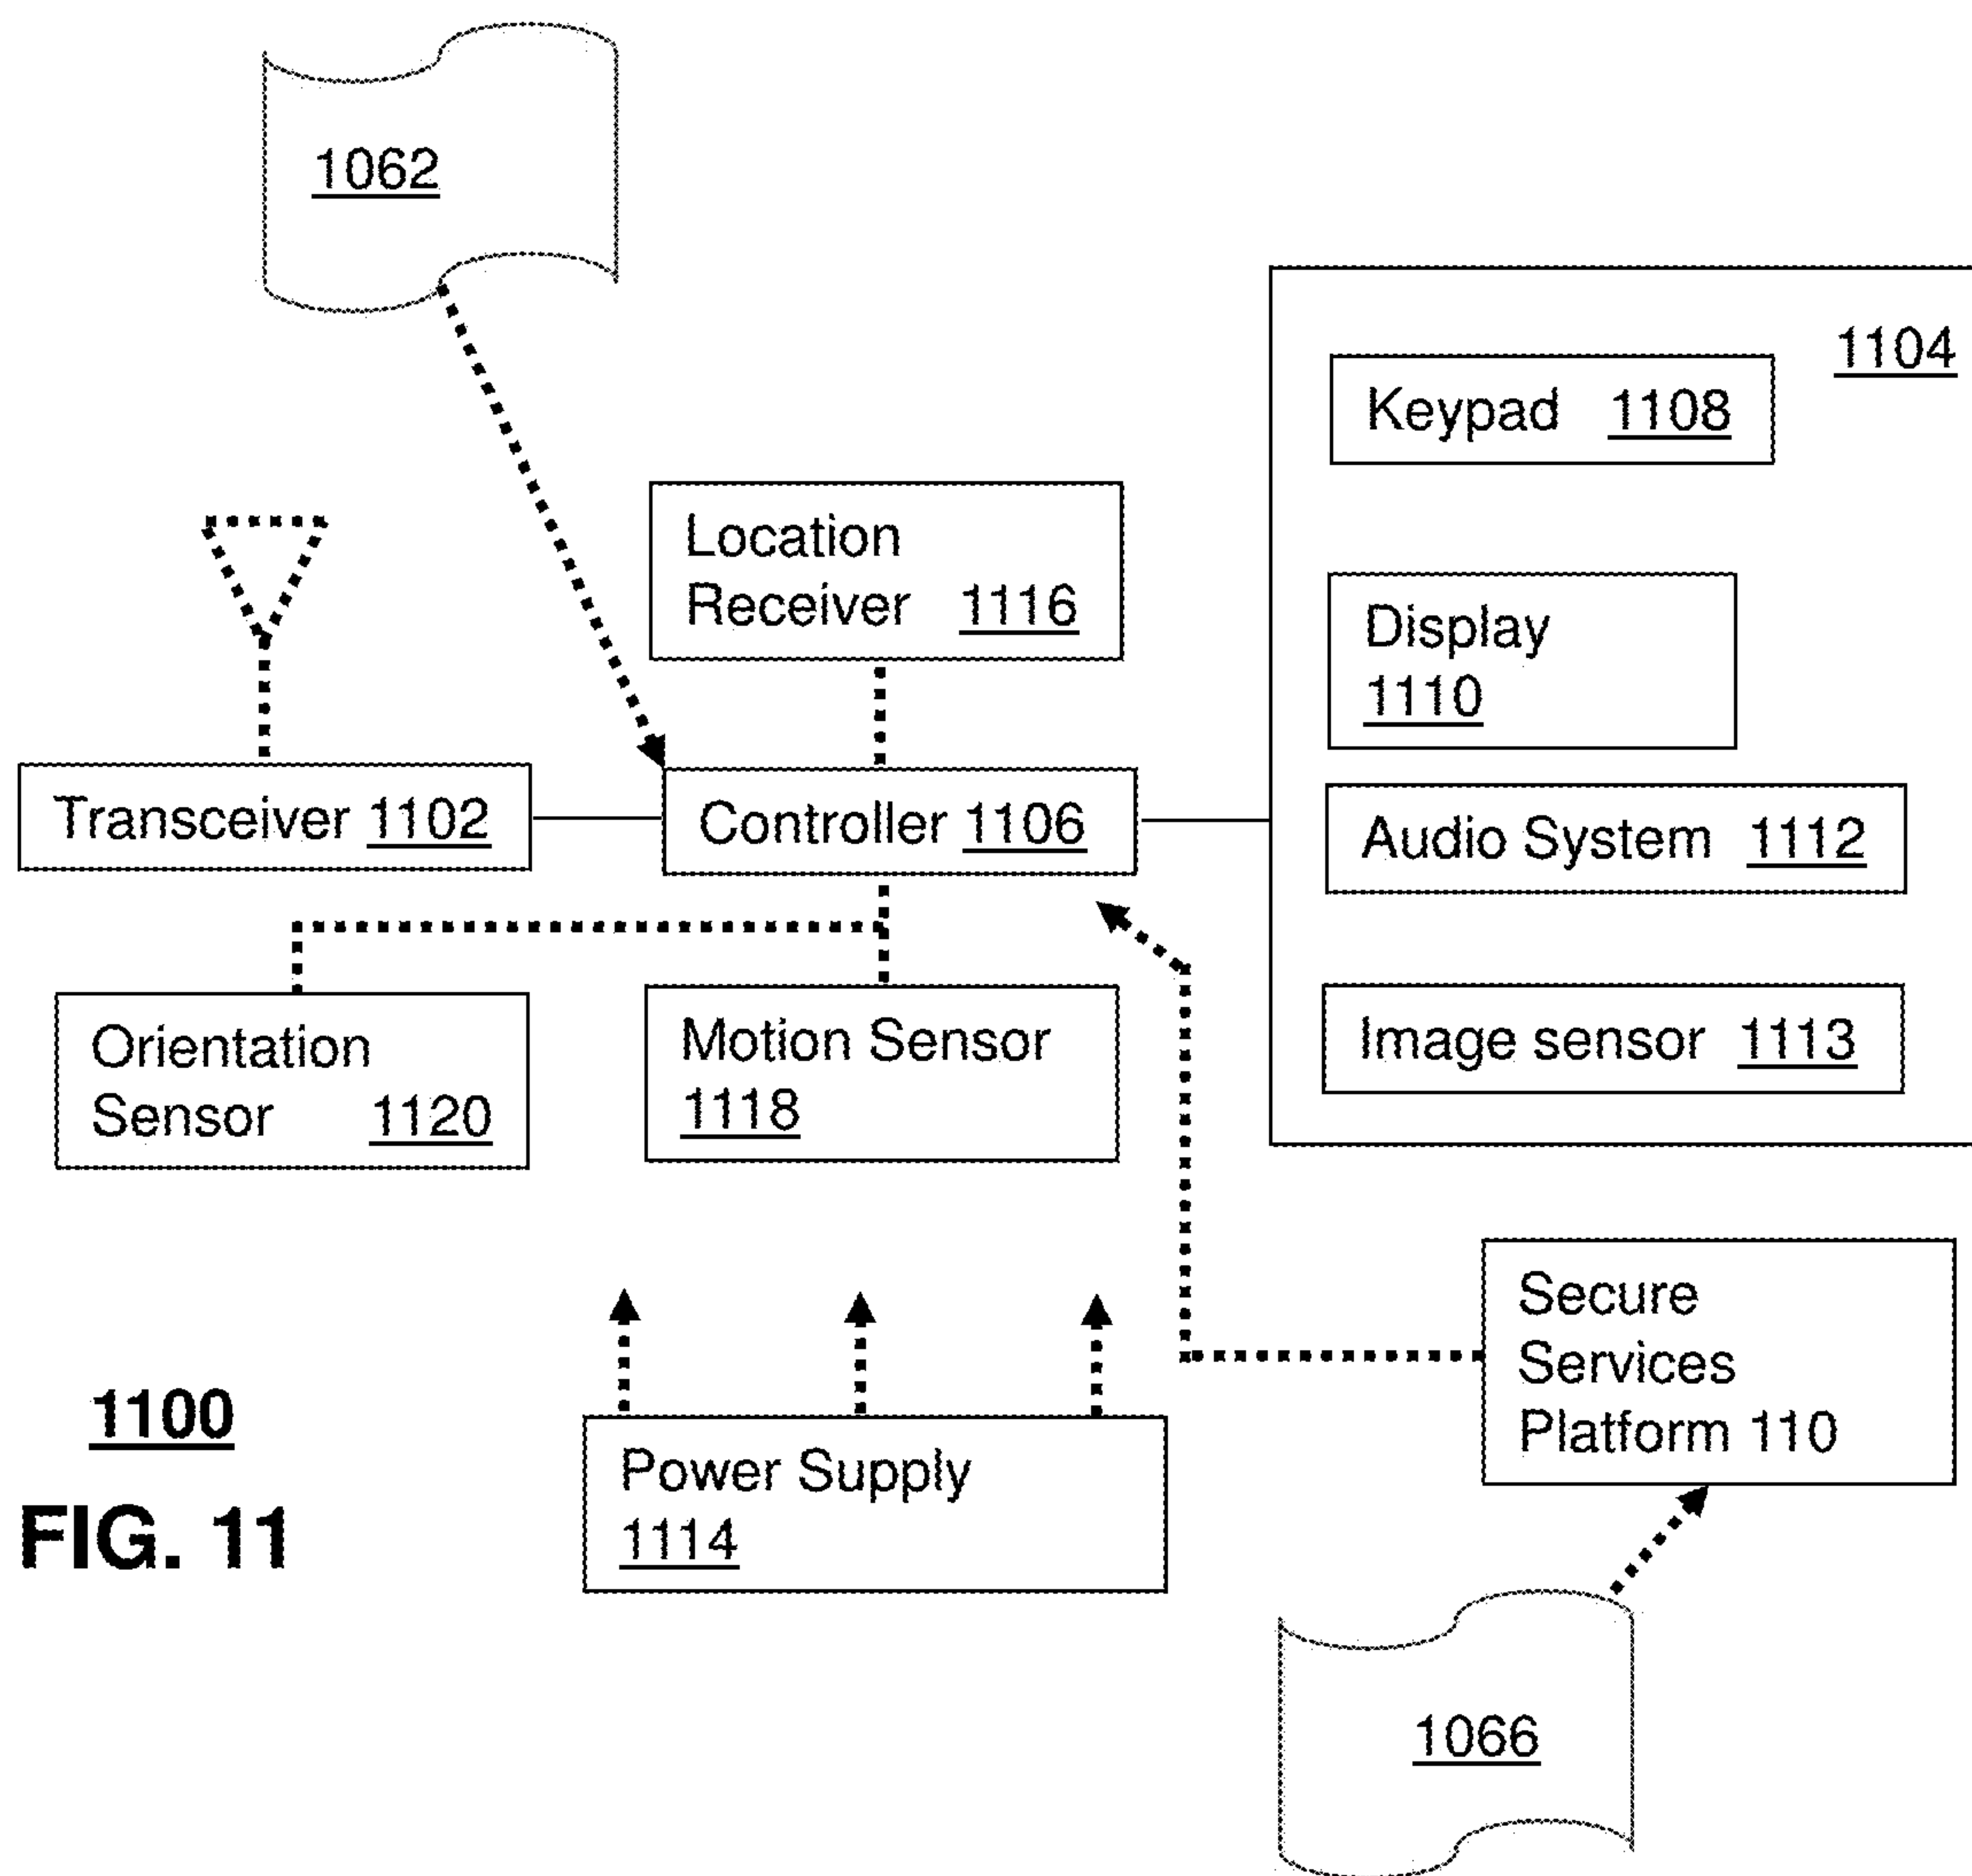 1062
1104
Keypad 1108
Location
Receiver 1116
Display
1110
Transceiver 1102
Controller 1106
Audio System 1112
Orientation
Sensor 1120
Motion Sensor
1118
Image sensor 1113
Secure
Services
Platform 110
1100
FIG. 11
Power Supply
1114
1066